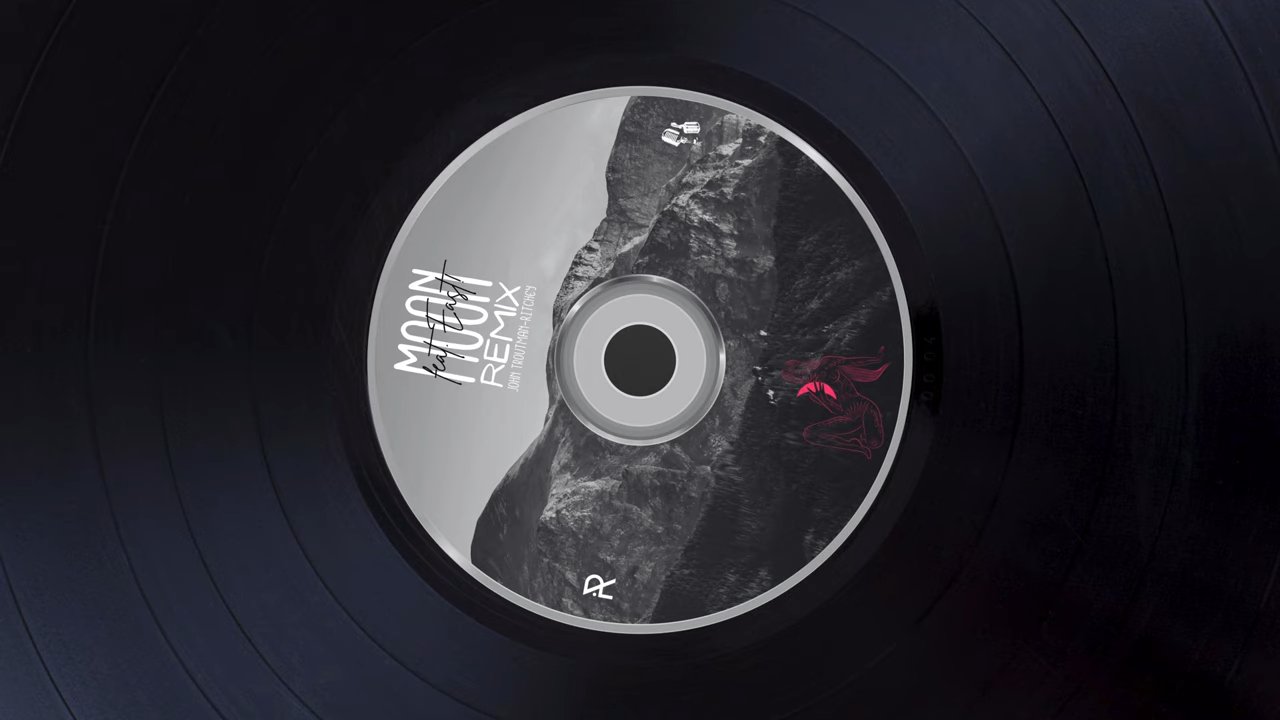 MOON
MOON
feat East
REMIX
JOHN TROUTMAN-RITCHEY